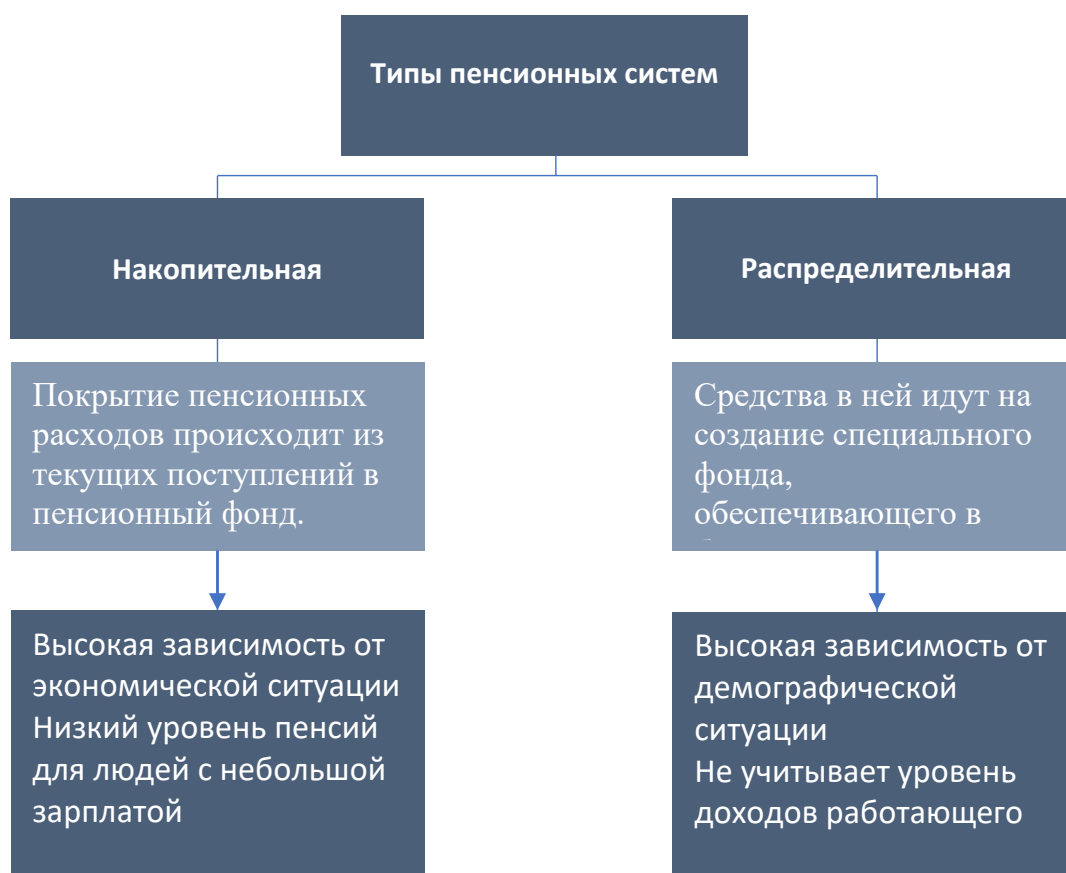 Типы пенсионных систем
Накопительная
Распределительная
Покрытие пенсионных
расходов происходит из
текущих поступлений в
пенсионный фонд.
Средства в ней идут на
создание специального
фонда,
обеспечивающего в
Высокая зависимость от
экономической ситуации
Низкий уровень пенсий
для людей с небольшой
зарплатой
Высокая зависимость от
демографической
ситуации
Не учитывает уровень
доходов работающего